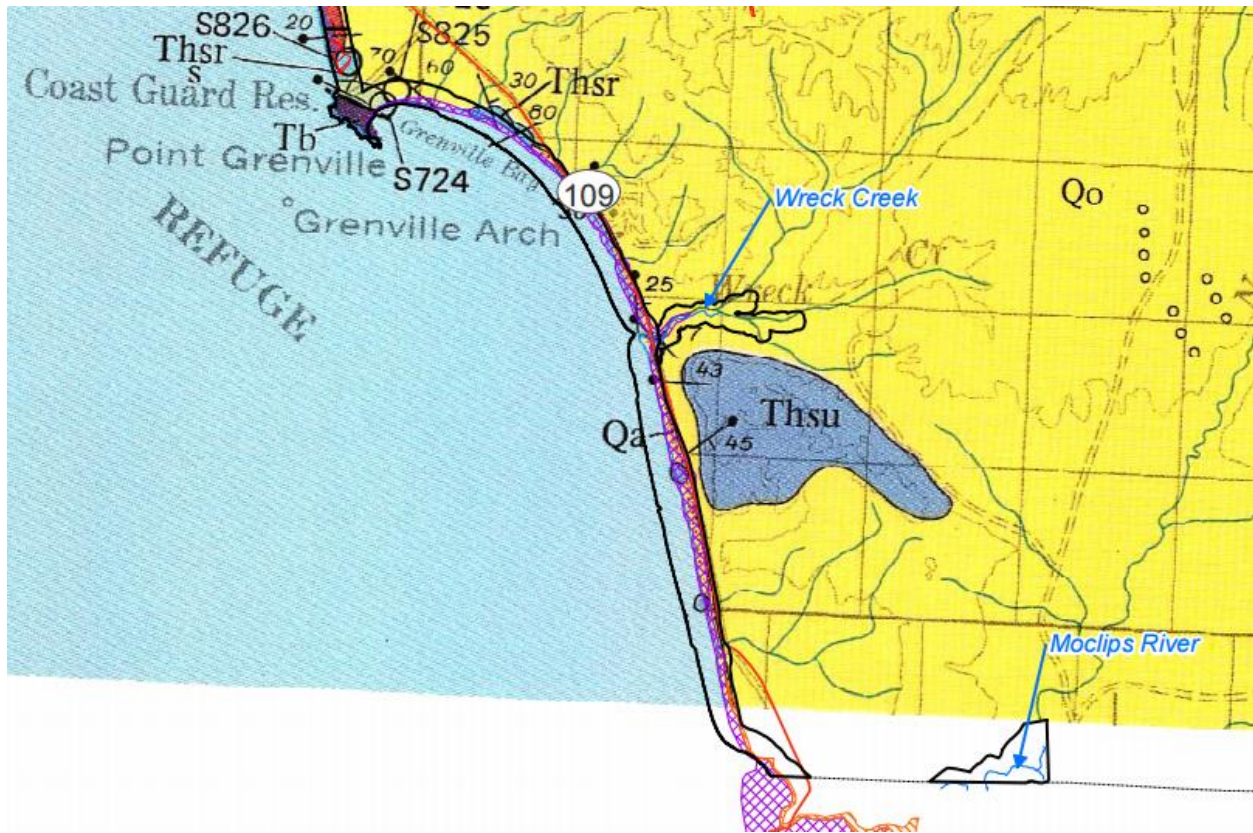 S826
20
S825
Thsr
s
70
60
30
Thsr
Coast Guard Res.
80
Tb
Grenville Bay
Point Grenville
S724
109
Wreck Creek
Qo
Grenville Arch
REFUGE
Cr
25
Wreck
43
Thsu
Qa
45
Moclips River